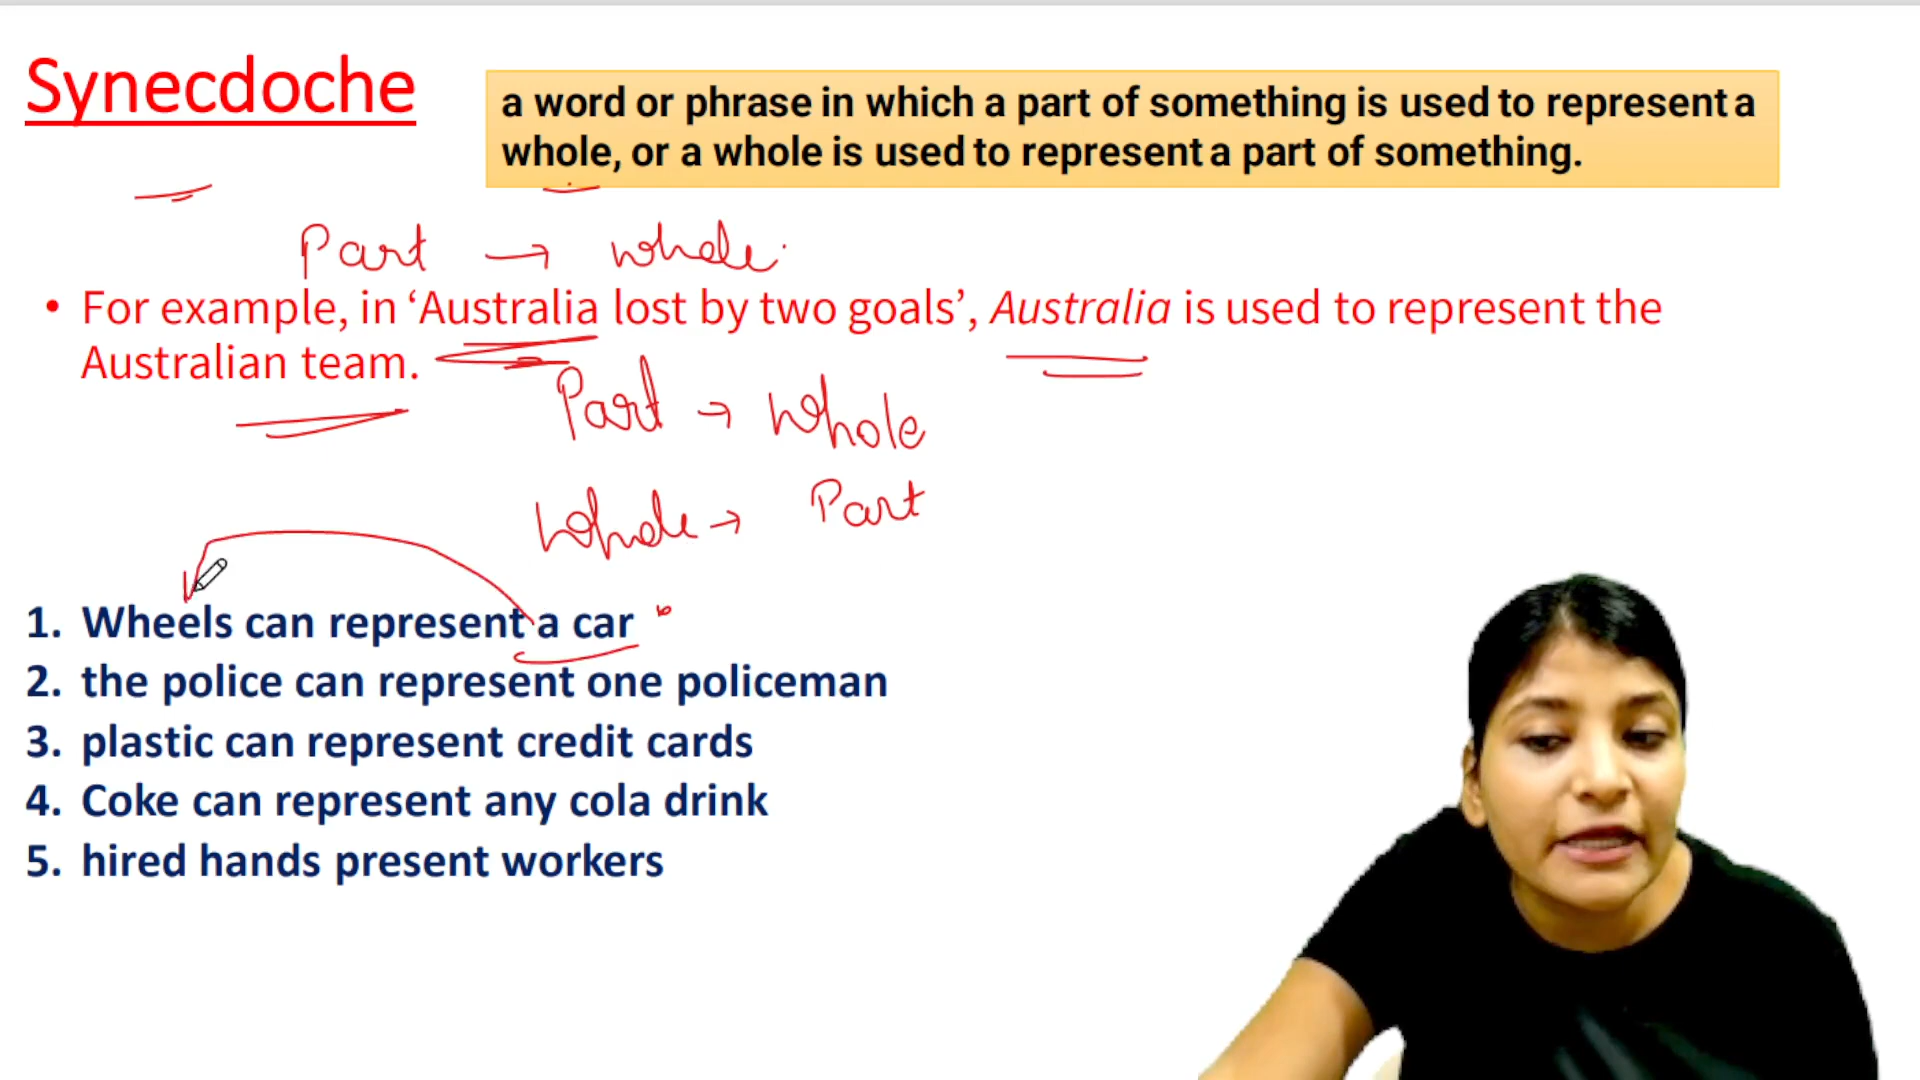 Synecdoche
a word or phrase in which a part of something is used to represent a
whole, or a whole is used to represent a part of something.
Part → whole
• For example, in ‘Australia lost by two goals’, Australia is used to represent the
Australian team.
Part → Whole
Whole → Part
1. Wheels can represent a car
2. the police can represent one policeman
3. plastic can represent credit cards
4. Coke can represent any cola drink
5. hired hands present workers